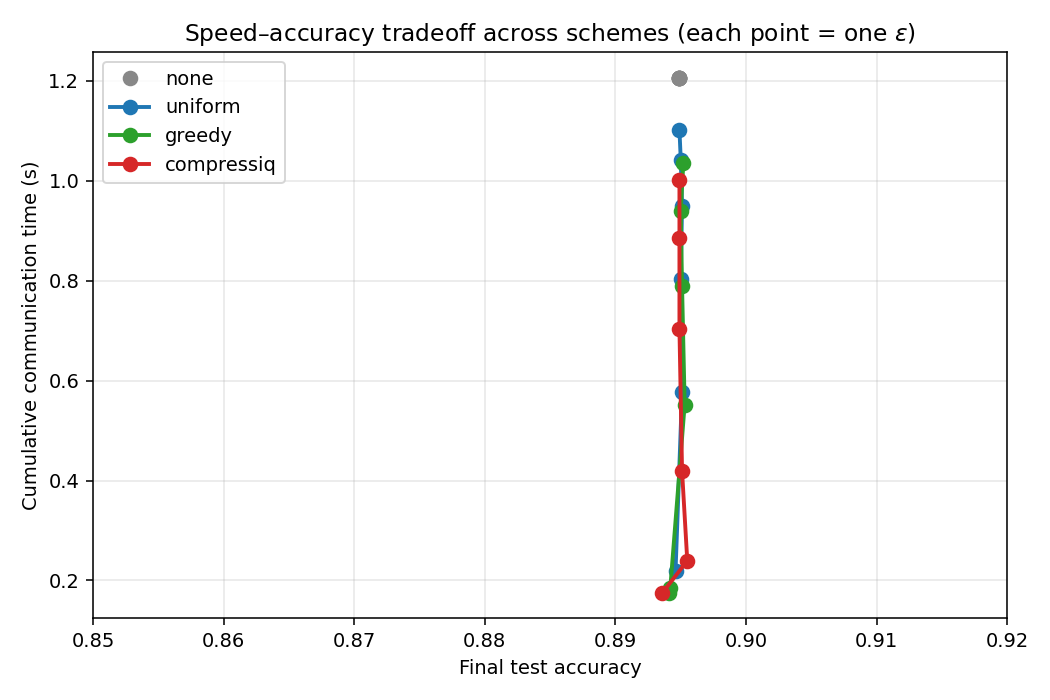 Speed–accuracy tradeoff across schemes (each point = one ε)
none
uniform
greedy
compressiq
Cumulative communication time (s)
1.2
1.0
0.8
0.6
0.4
0.2
0.85 0.86 0.87 0.88 0.89 0.90 0.91 0.92
Final test accuracy